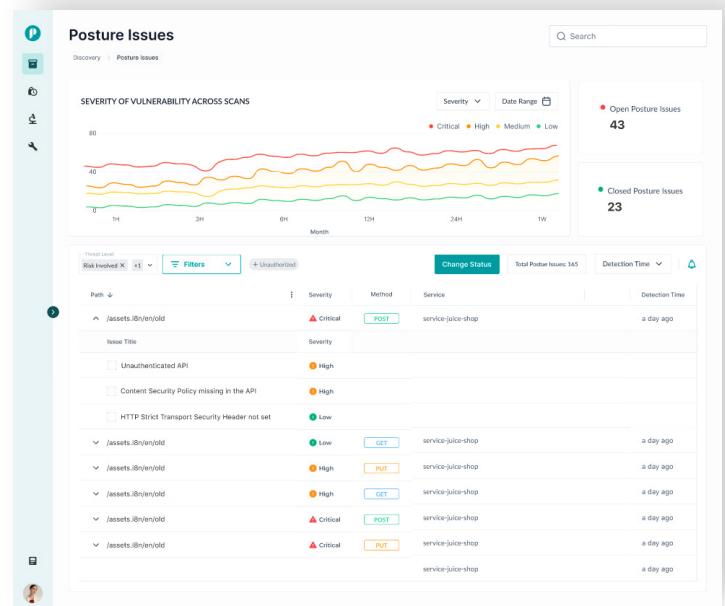 Posture Issues
Search
Discovery Posture Issues
SEVERITY OF VULNERABILITY ACROSS SCANS
Severity
Date Range
Critical High Medium Low
80
40
0
1H 3H 6H 12H 24H 1W
Month
Open Posture Issues
43
Closed Posture Issues
23
Threat Level
Risk Involved × +1
Filters
+ Unauthorized
Change Status
Total Postue Issues: 165
Detection Time
Path Severity Method Service Detection Time
/assets.i8n/en/old Critical POST service-juice-shop a day ago
Issue Title Severity
Unauthenticated API High
Content Security Policy missing in the API High
HTTP Strict Transport Security Header not set Low
/assets.i8n/en/old Low GET service-juice-shop a day ago
/assets.i8n/en/old High PUT service-juice-shop a day ago
/assets.i8n/en/old High GET service-juice-shop a day ago
/assets.i8n/en/old Critical POST service-juice-shop a day ago
/assets.i8n/en/old Critical PUT service-juice-shop a day ago
service-juice-shop a day ago